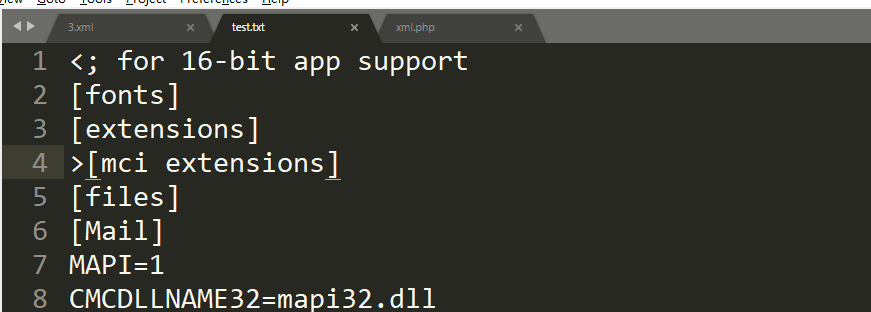 View Goto Tools Project Preferences Help
3.xml × test.txt × xml.php ×
1 <; for 16-bit app support
2 [fonts]
3 [extensions]
4 >[mci extensions]
5 [files]
6 [Mail]
7 MAPI=1
8 CMCDLLNAME32=mapi32.dll